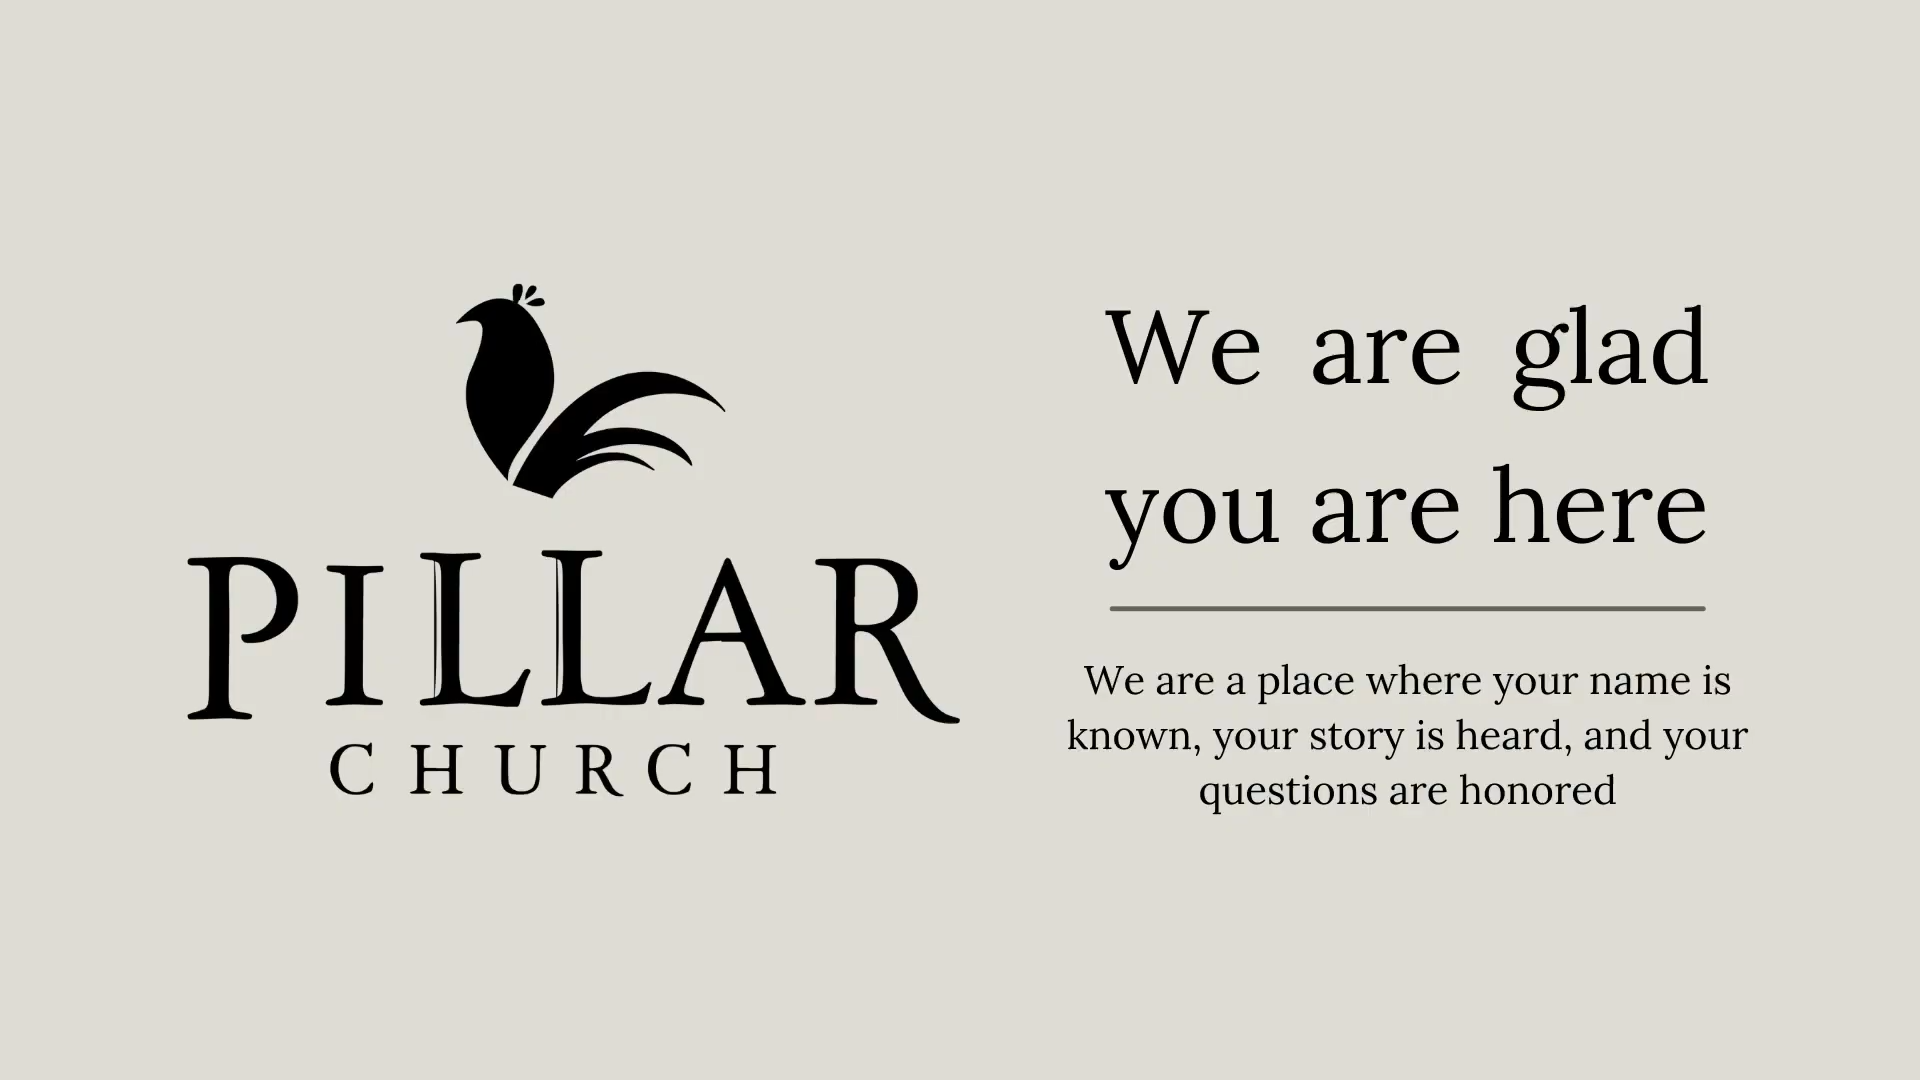 PILLAR
CHURCH
We are glad
you are here
We are a place where your name is
known, your story is heard, and your
questions are honored